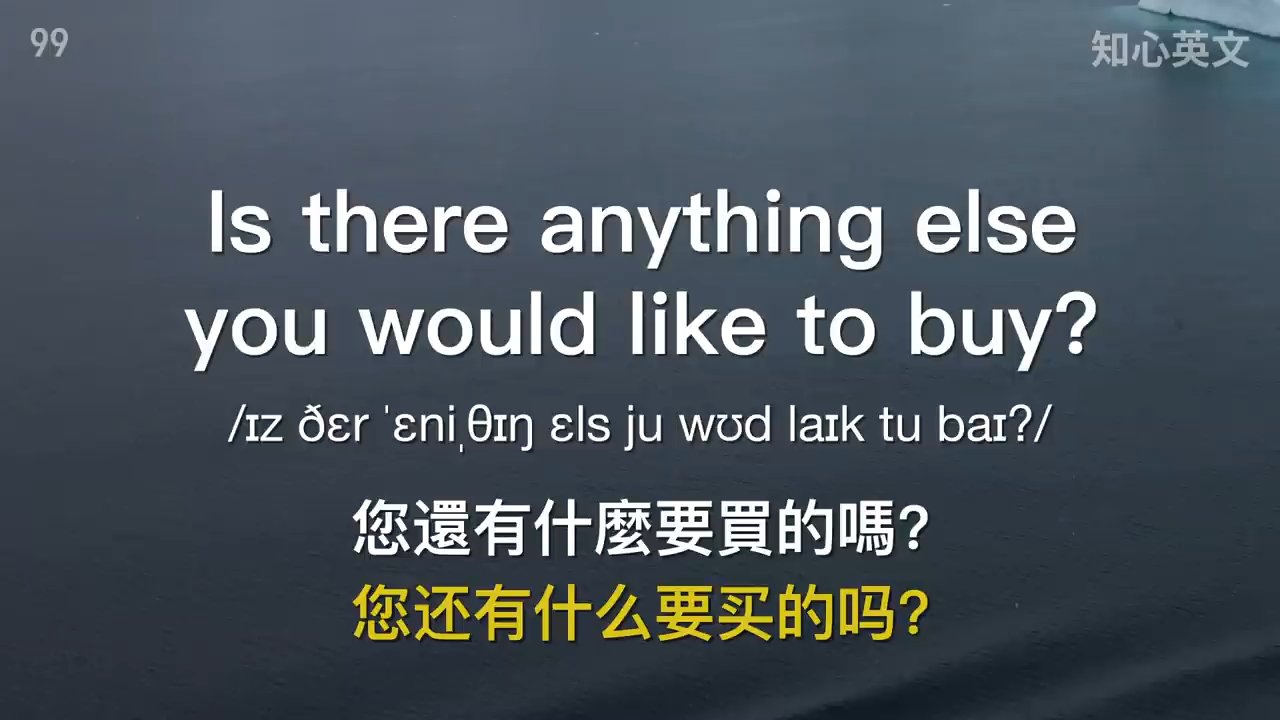 99
知心英文
Is there anything else
you would like to buy?
/ɪz ðɛr ˈɛniˌθɪŋ ɛls ju wʊd laɪk tu baɪ?/
您還有什麼要買的嗎?
您还有什么要买的吗?